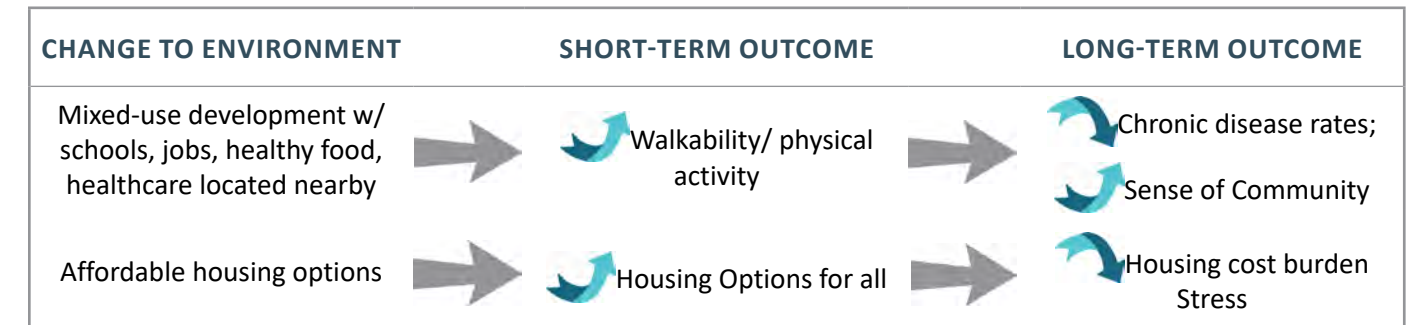 CHANGE TO ENVIRONMENT
SHORT-TERM OUTCOME
LONG-TERM OUTCOME
Mixed-use development w/
schools, jobs, healthy food,
healthcare located nearby
Walkability/ physical
activity
Chronic disease rates;
Sense of Community
Affordable housing options
Housing Options for all
Housing cost burden
Stress